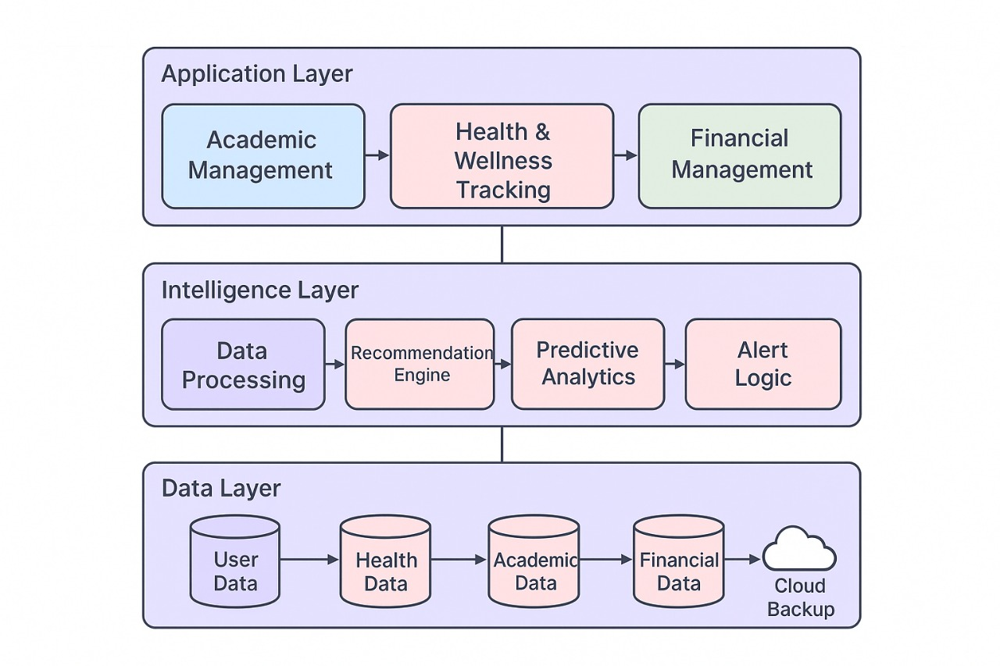 Application Layer
Academic
Management
Health &
Wellness
Tracking
Financial
Management
Intelligence Layer
Data
Processing
Recommendation
Engine
Predictive
Analytics
Alert
Logic
Data Layer
User
Data
Health
Data
Academic
Data
Financial
Data
Cloud
Backup